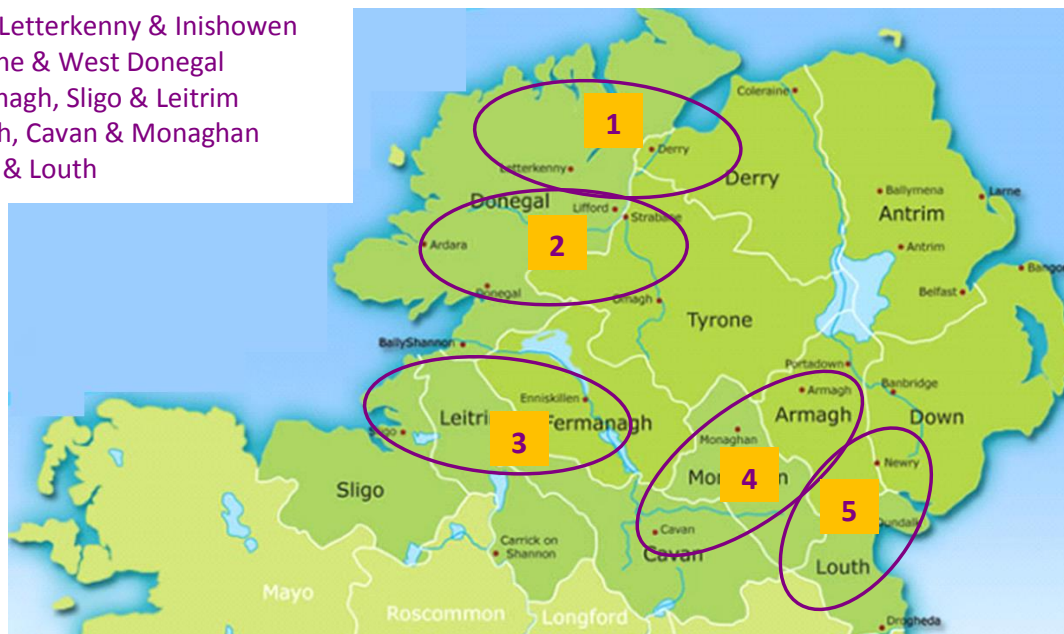 Letterkenny & Inishowen
ne & West Donegal
nagh, Sligo & Leitrim
h, Cavan & Monaghan
& Louth
Coleraine
1
Derry
Letterkenny
Derry
Ballymena
Larne
Donegal
Lifford
Strabane
Antrim
Ardara
2
Antrim
Bangor
Donegal
Omagh
Belfast
Tyrone
BallyShannon
Portadown
Enniskillen
Armagh
Banbridge
Leitrim
Fermanagh
Armagh
Down
Sligo
3
Monaghan
Newry
Sligo
4
Monaghan
5
Dundalk
Cavan
Carrick on
Shannon
Cavan
Louth
Mayo
Roscommon
Longford
Drogheda